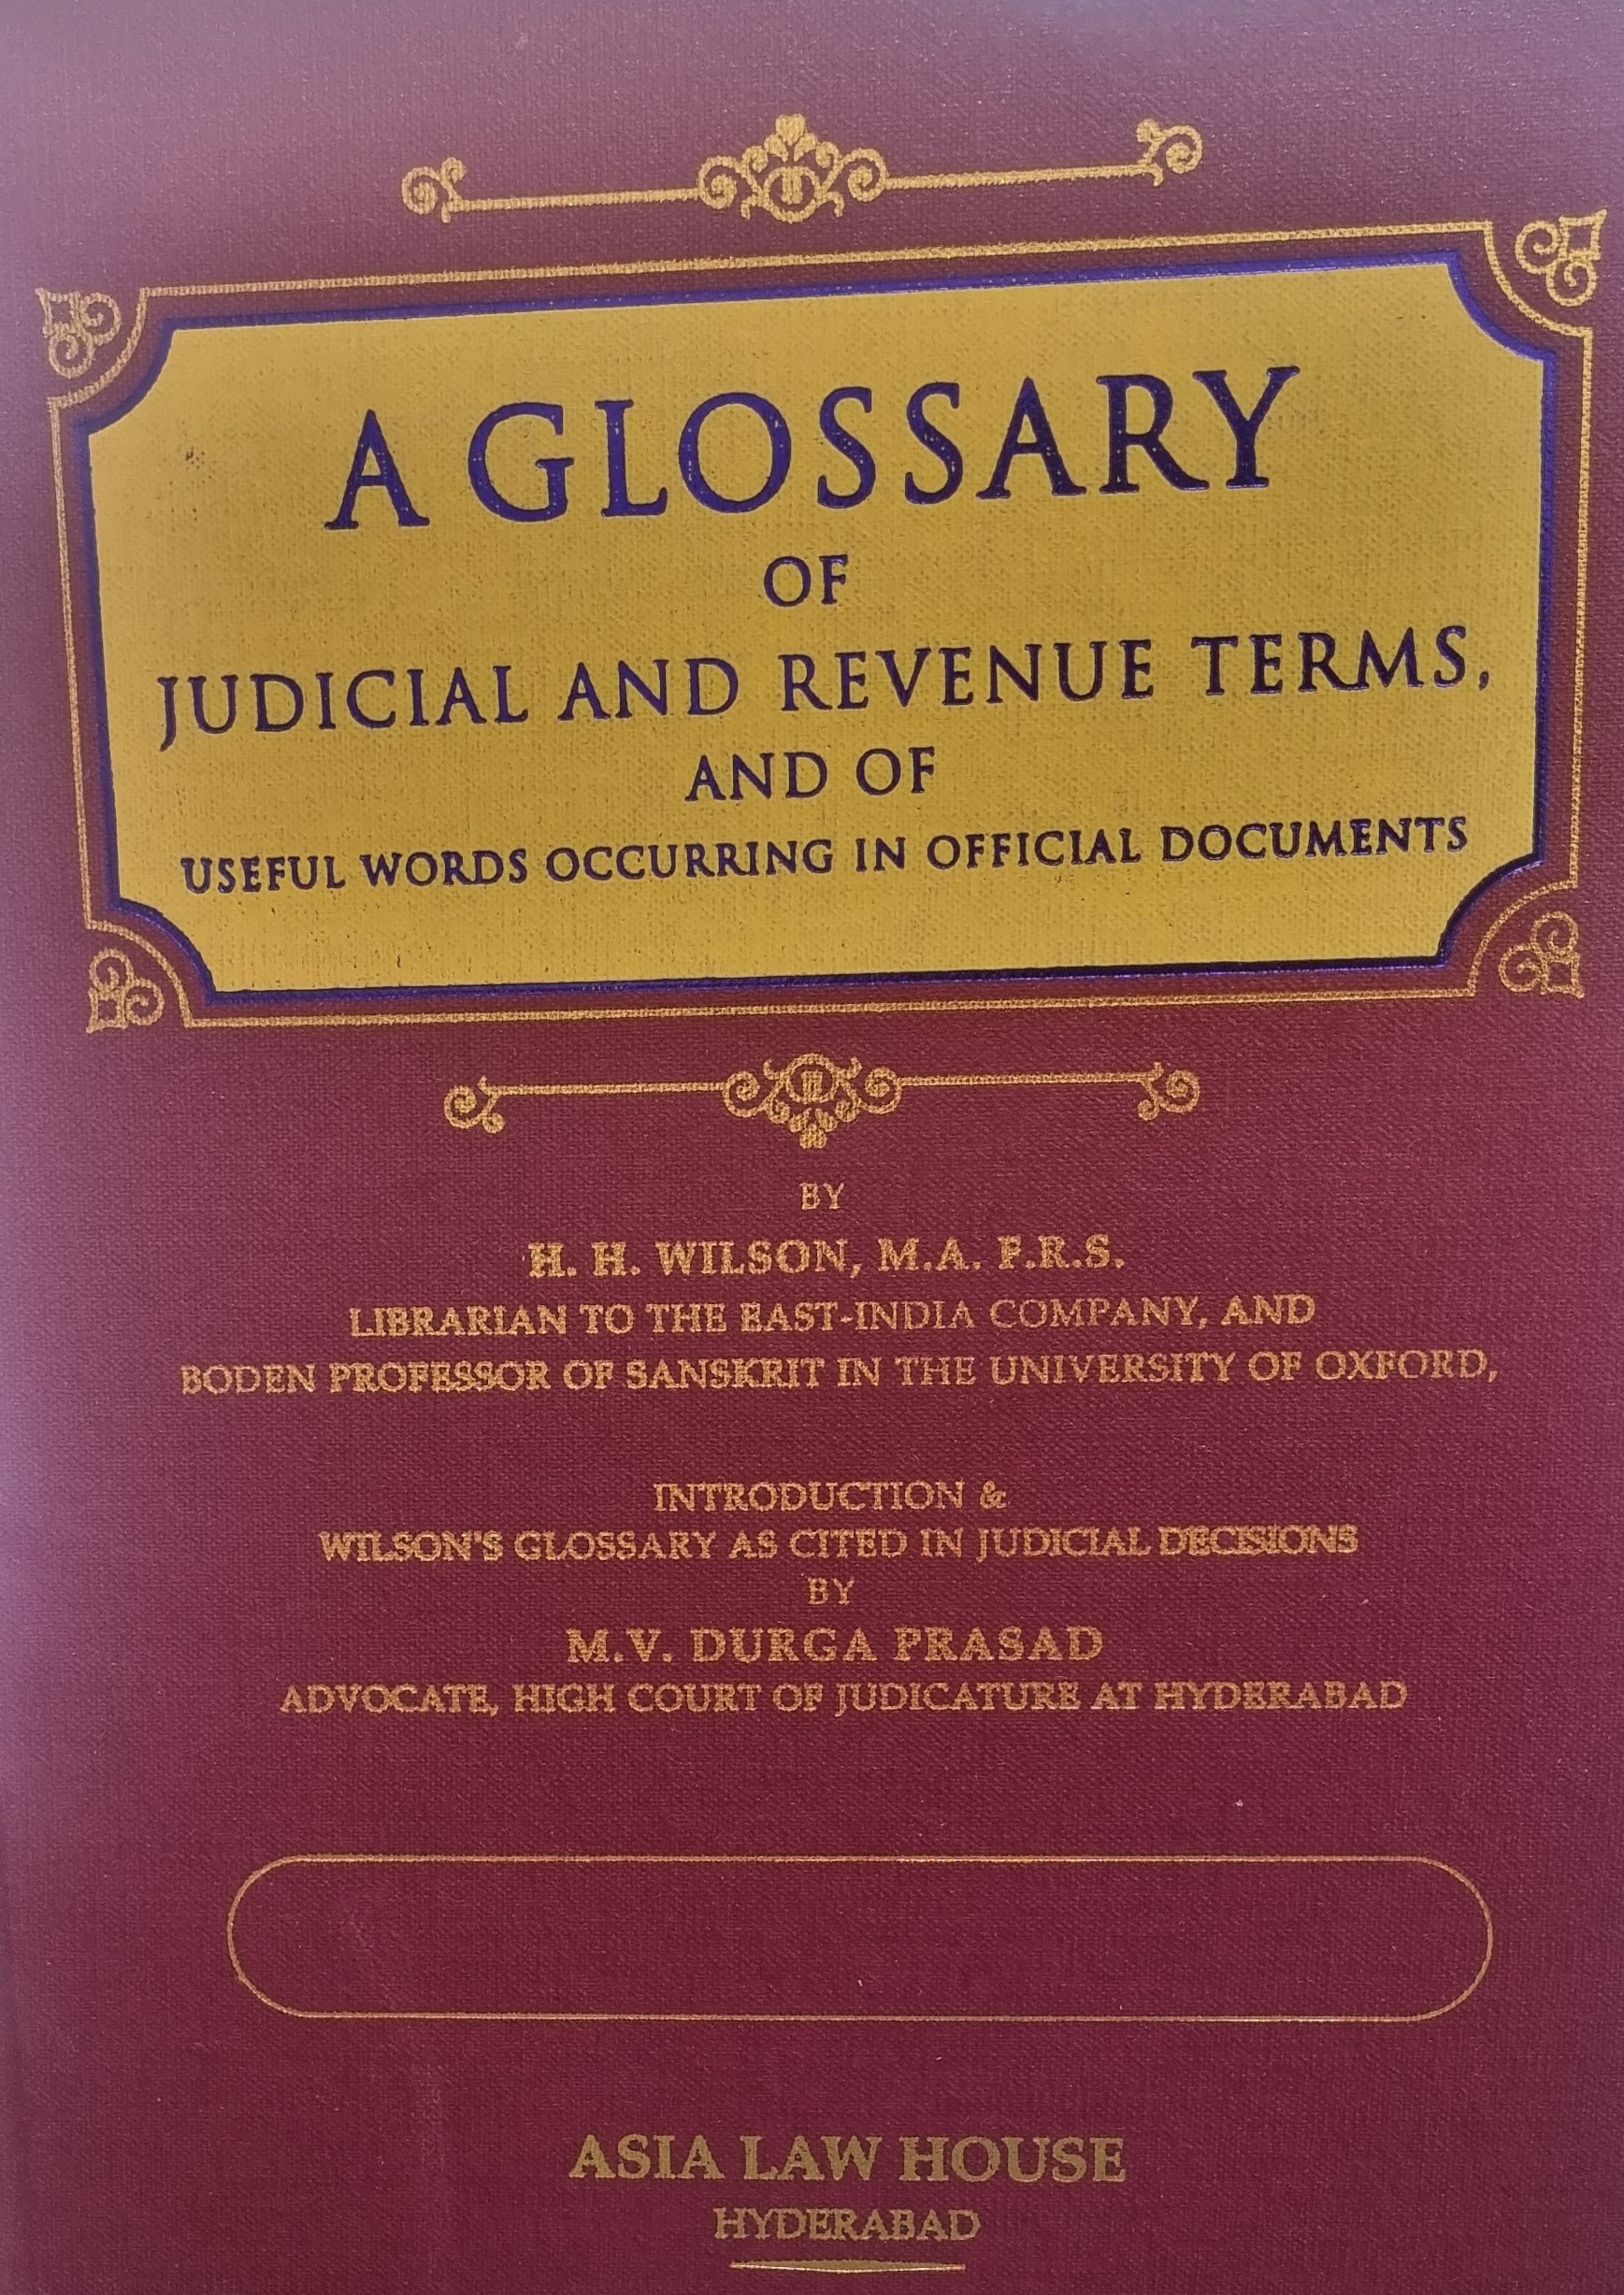 A GLOSSARY
OF
JUDICIAL AND REVENUE TERMS,
AND OF
USEFUL WORDS OCCURRING IN OFFICIAL DOCUMENTS
BY
H. H. WILSON, M.A. F.R.S.
LIBRARIAN TO THE EAST-INDIA COMPANY, AND
BODEN PROFESSOR OF SANSKRIT IN THE UNIVERSITY OF OXFORD,
INTRODUCTION &
WILSON'S GLOSSARY AS CITED IN JUDICIAL DECISIONS
BY
M.V. DURGA PRASAD
ADVOCATE, HIGH COURT OF JUDICATURE AT HYDERABAD
ASIA LAW HOUSE
HYDERABAD